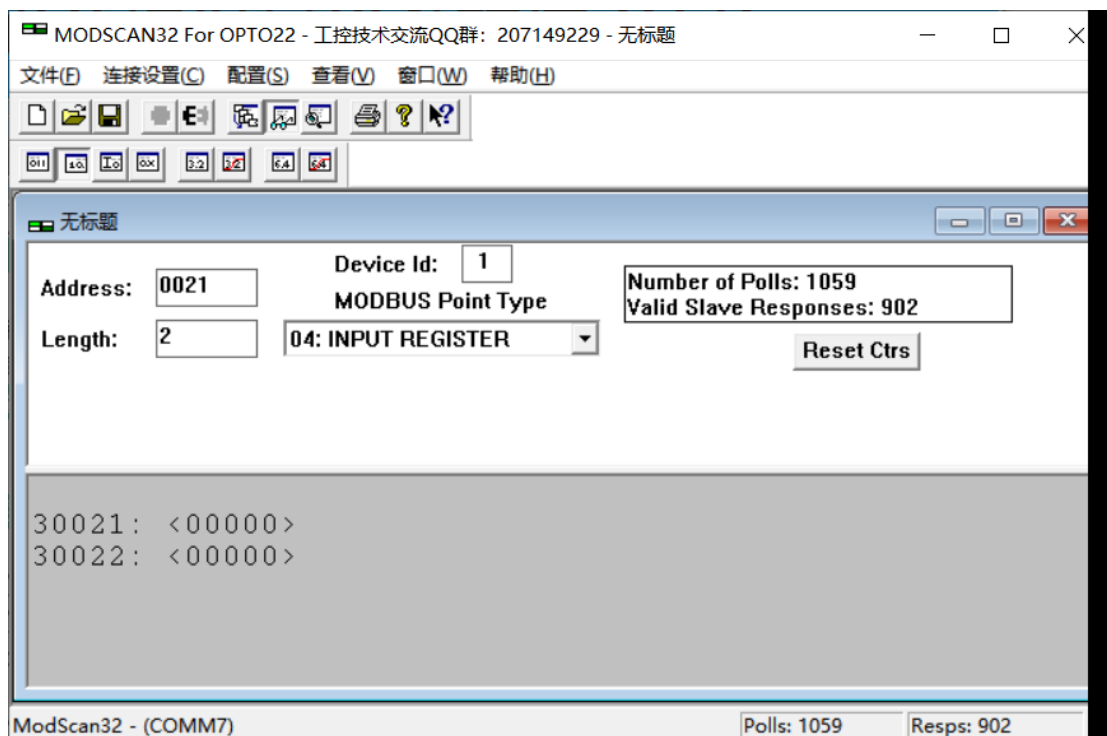 MODSCAN32 For OPTO22 - 工控技术交流QQ群：207149229 - 无标题
文件(F) 连接设置(C) 配置(S) 查看(V) 窗口(W) 帮助(H)
无标题
Device Id: 1
Address: 0021
MODBUS Point Type
Number of Polls: 1059
Valid Slave Responses: 902
Length: 2
04: INPUT REGISTER
Reset Ctrs
30021: <00000>
30022: <00000>
ModScan32 - (COMM7)
Polls: 1059
Resps: 902